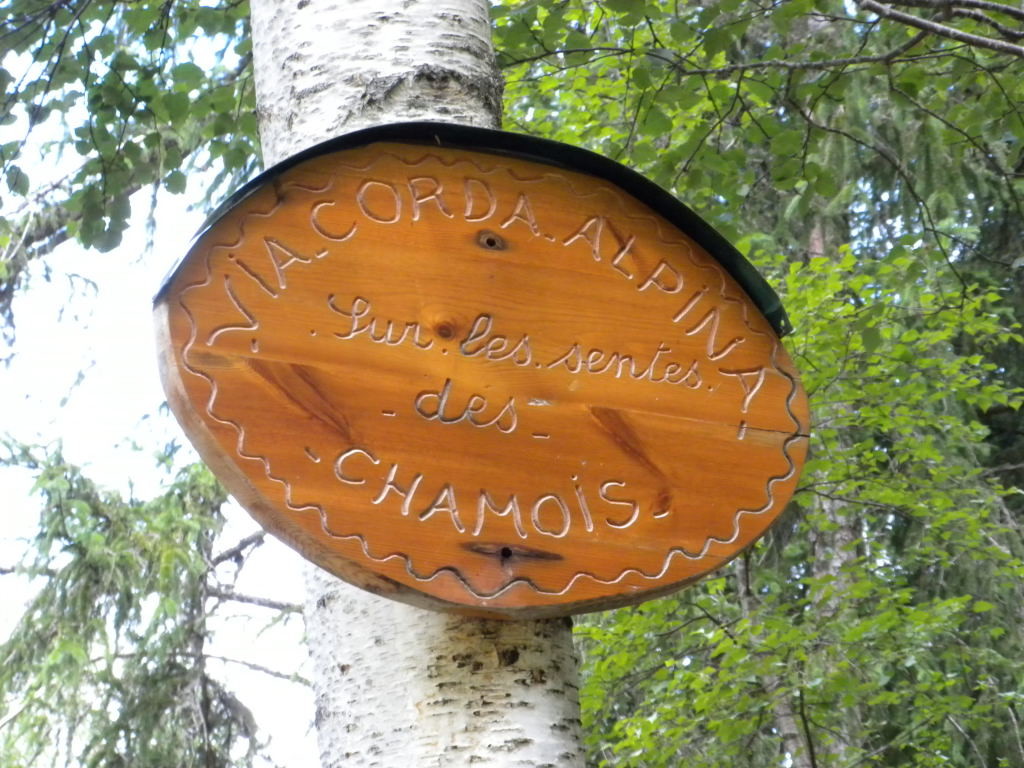 -VIA-CORDA-ALPINA-
.Sur.les.sentes.
-des-
-CHAMOIS-